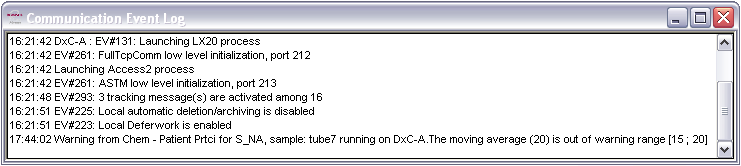 Communication Event Log
16:21:42 DxC-A : EV#131: Launching LX20 process
16:21:42 EV#261: FullTcpComm low level initialization, port 212
16:21:42 Launching Access2 process
16:21:42 EV#261: ASTM low level initialization, port 213
16:21:48 EV#293: 3 tracking message(s) are activated among 16
16:21:51 EV#225: Local automatic deletion/archiving is disabled
16:21:51 EV#223: Local Deferwork is enabled
17:44:02 Warning from Chem - Patient Prtci for S_NA, sample: tube7 running on DxC-A.The moving average (20) is out of warning range [15 ; 20]